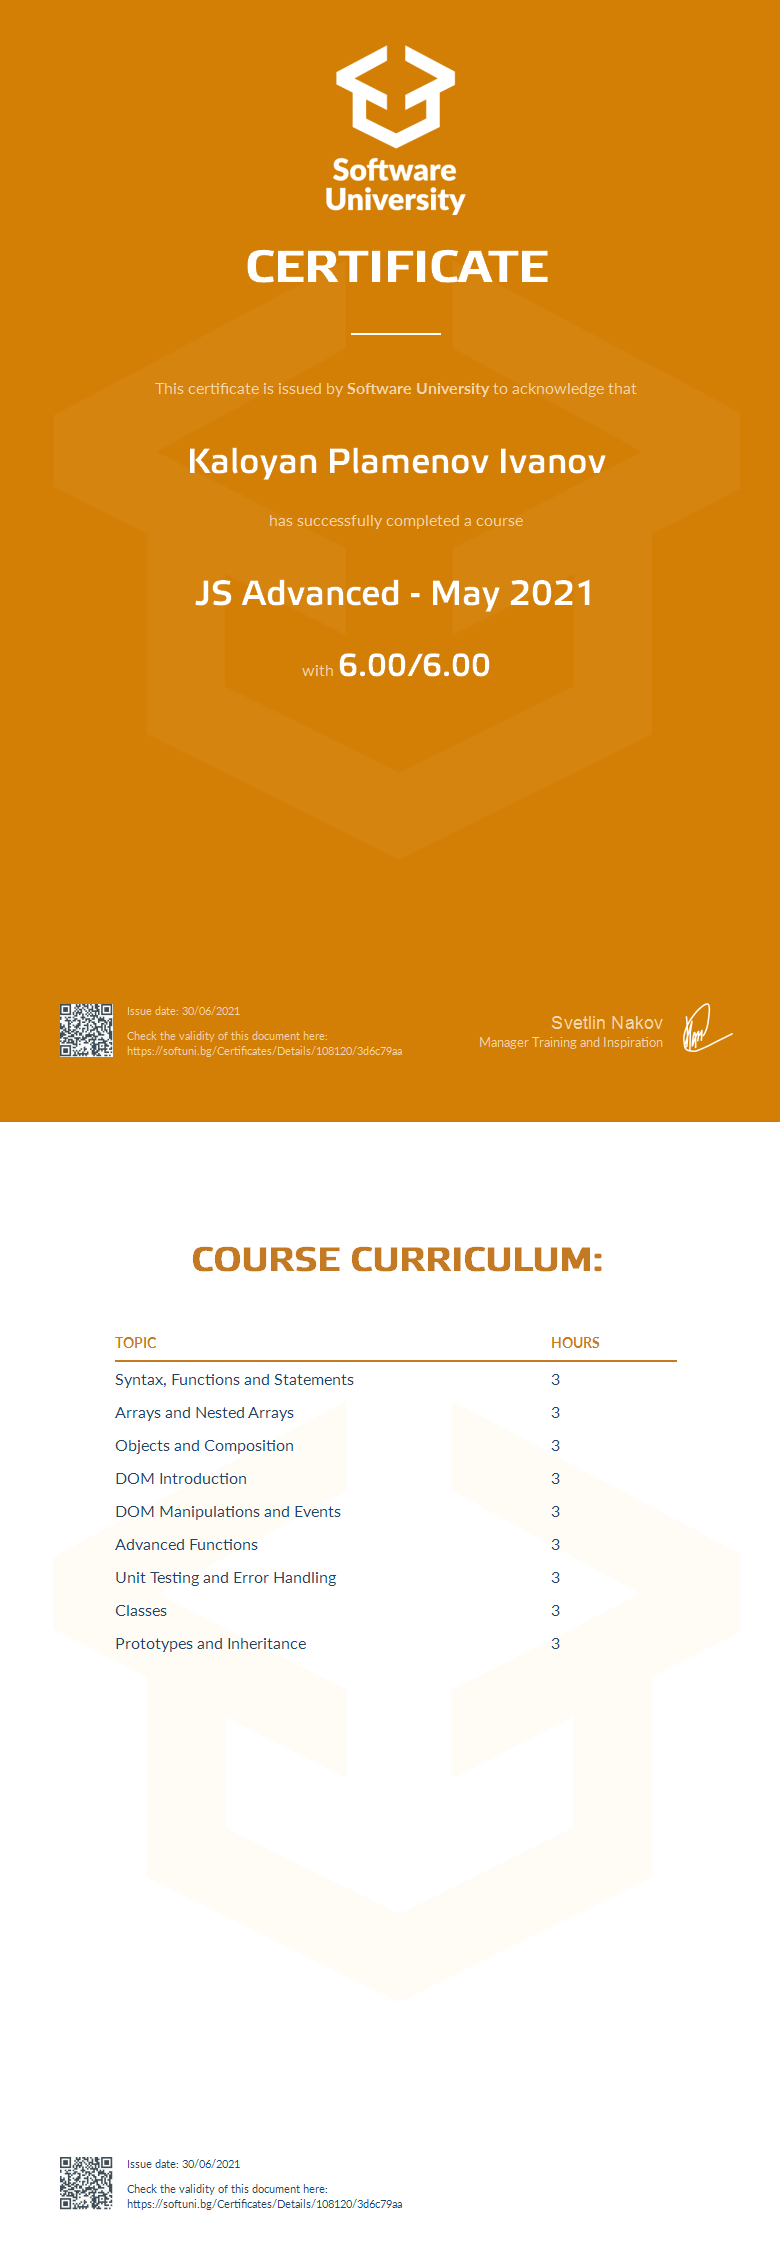 Software
University
CERTIFICATE
This certificate is issued by Software University to acknowledge that
Kaloyan Plamenov Ivanov
has successfully completed a course
JS Advanced - May 2021
with 6.00/6.00
Issue date: 30/06/2021
Check the validity of this document here:
https://softuni.bg/Certificates/Details/108120/3d6c79aa
Svetlin Nakov
Manager Training and Inspiration
COURSE CURRICULUM:
TOPIC HOURS
Syntax, Functions and Statements 3
Arrays and Nested Arrays 3
Objects and Composition 3
DOM Introduction 3
DOM Manipulations and Events 3
Advanced Functions 3
Unit Testing and Error Handling 3
Classes 3
Prototypes and Inheritance 3
Issue date: 30/06/2021
Check the validity of this document here:
https://softuni.bg/Certificates/Details/108120/3d6c79aa